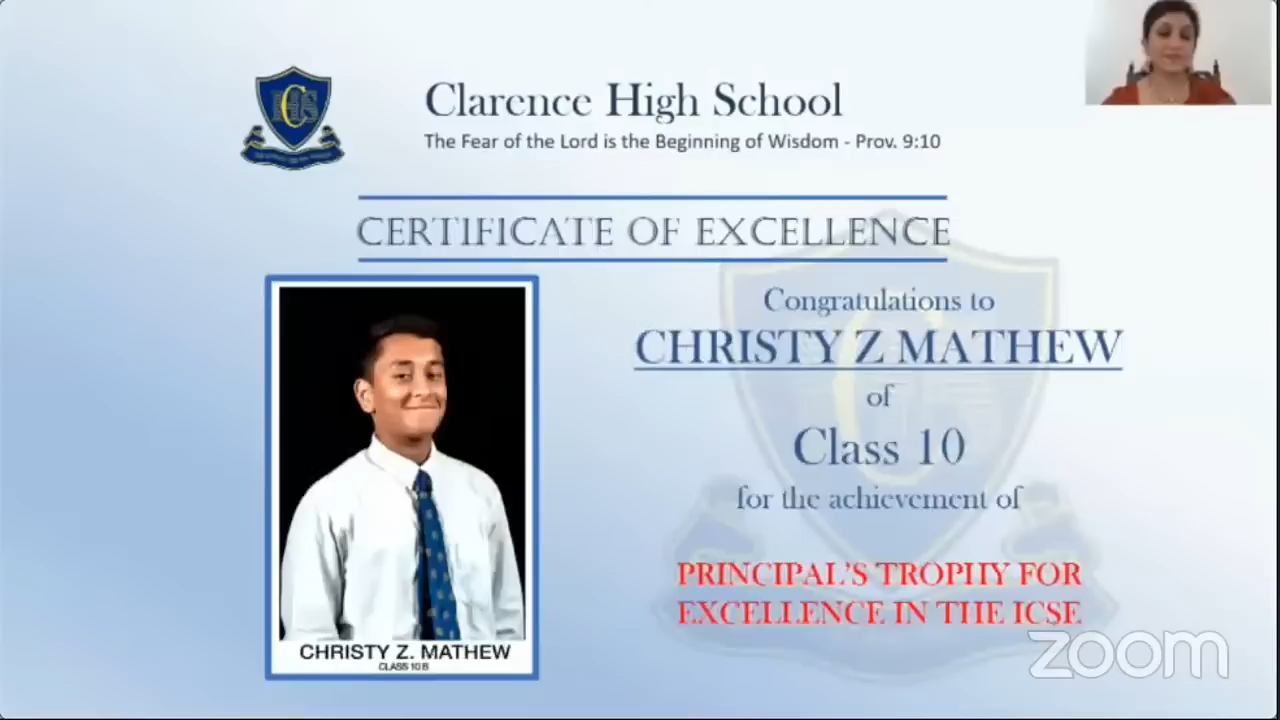 Clarence High School
The Fear of the Lord is the Beginning of Wisdom - Prov. 9:10
CERTIFICATE OF EXCELLENCE
Congratulations to
CHRISTY Z MATHEW
of
Class 10
for the achievement of
PRINCIPAL'S TROPHY FOR
EXCELLENCE IN THE ICSE
CHRISTY Z. MATHEW
CLASS 10 B
zoom